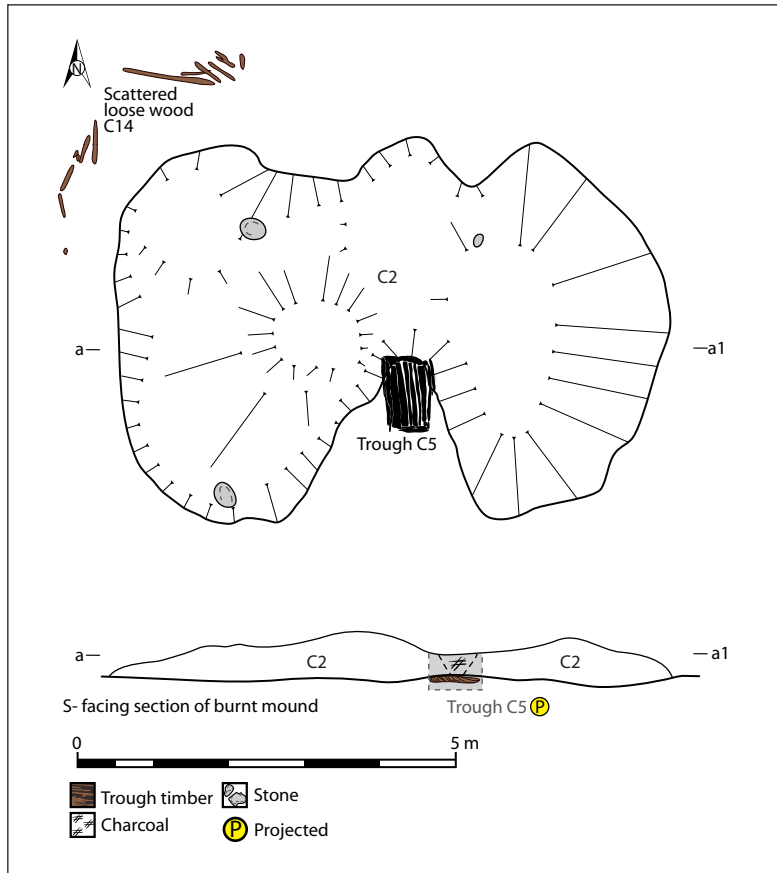 N
Scattered
loose wood
C14
C2
a
a1
Trough C5
a
C2
C2
a1
S- facing section of burnt mound
Trough C5 P
0 5 m
Trough timber
Stone
Charcoal
P Projected